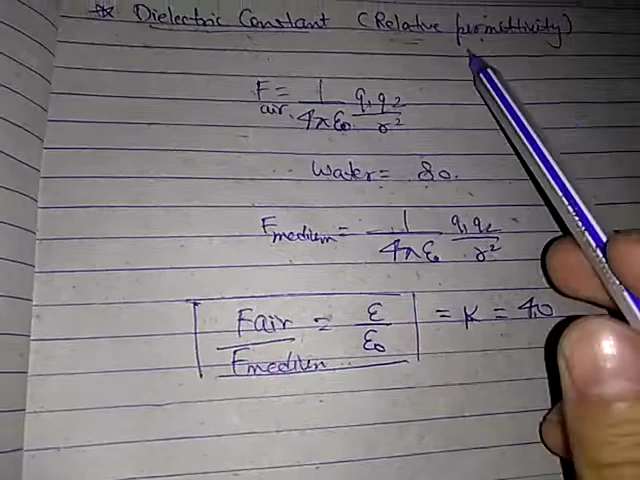 * Dielectric Constant (Relative permittivity)
F air = 1/4πε₀ q₁q₂/r²
Water = 80.
Fmedium = 1/4πε q₁q₂/r²
Fair/Fmedium = ε/ε₀ = K = 40